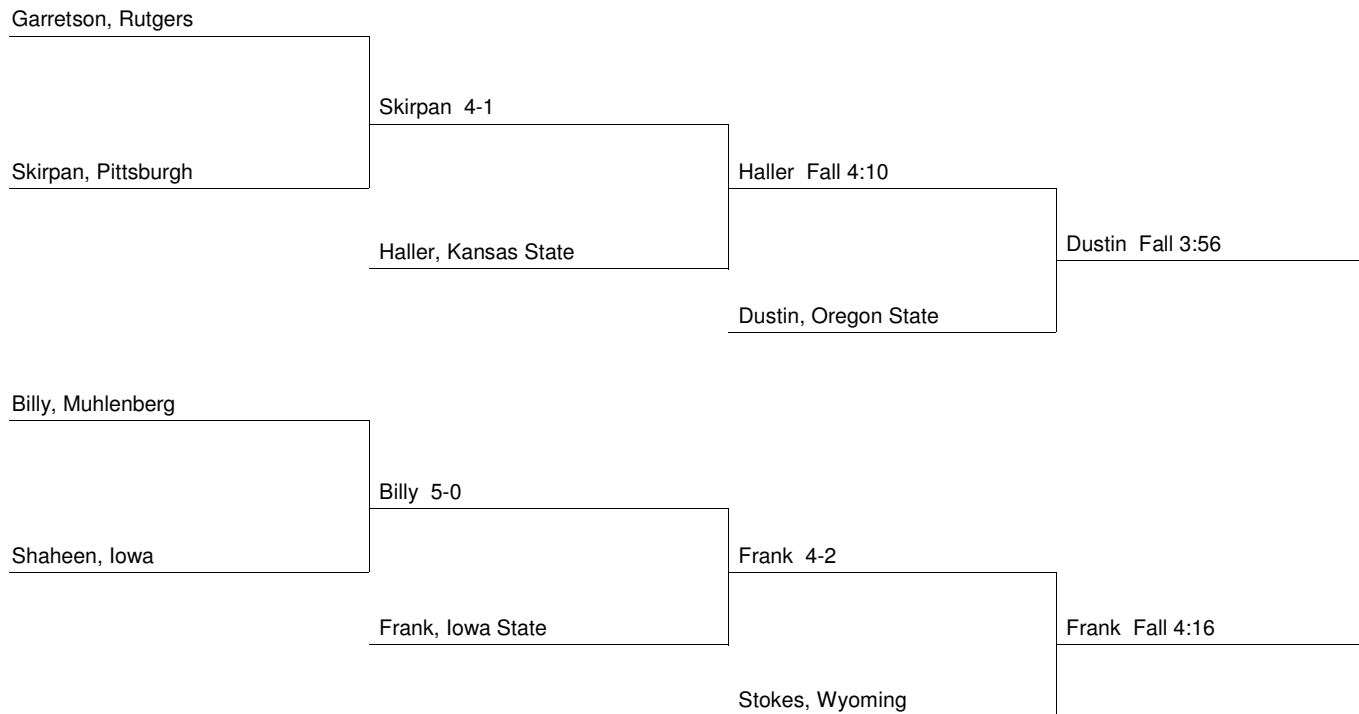 Garretson, Rutgers
Skirpan 4-1
Skirpan, Pittsburgh
Haller Fall 4:10
Haller, Kansas State
Dustin Fall 3:56
Dustin, Oregon State
Billy, Muhlenberg
Billy 5-0
Shaheen, Iowa
Frank 4-2
Frank, Iowa State
Frank Fall 4:16
Stokes, Wyoming